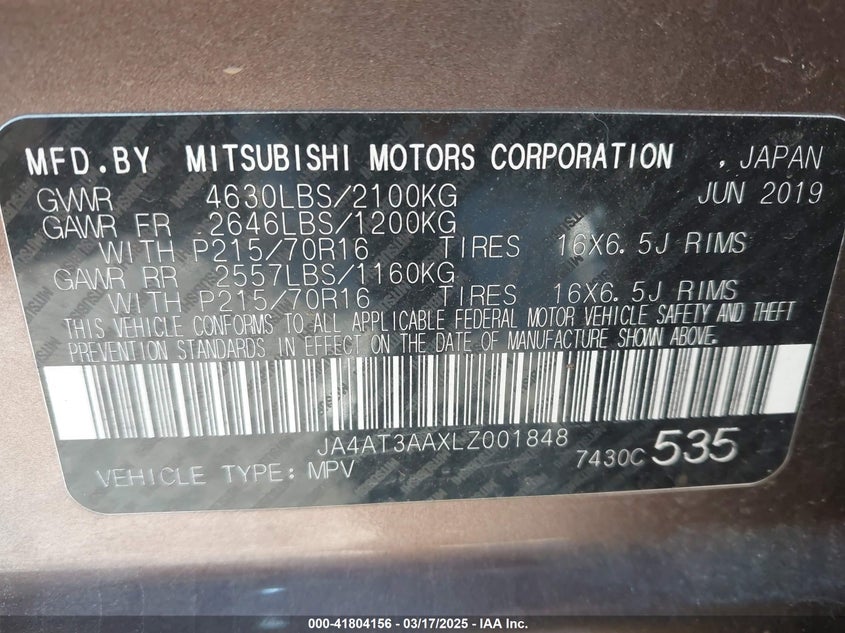 MFD.BY MITSUBISHI MOTORS CORPORATION , JAPAN
GVWR 4630LBS/2100KG JUN 2019
GAWR FR 2646LBS/1200KG
WITH P215/70R16 TIRES 16X6.5J RIMS
GAWR RR 2557LBS/1160KG
WITH P215/70R16 TIRES 16X6.5J RIMS
THIS VEHICLE CONFORMS TO ALL APPLICABLE FEDERAL MOTOR VEHICLE SAFETY AND THEFT
PREVENTION STANDARDS IN EFFECT ON THE DATE OF MANUFACTURE SHOWN ABOVE.
JA4AT3AAXLZ001848
VEHICLE TYPE: MPV 7430C 535
000-41804156 — 03/17/2025 — IAA Inc.